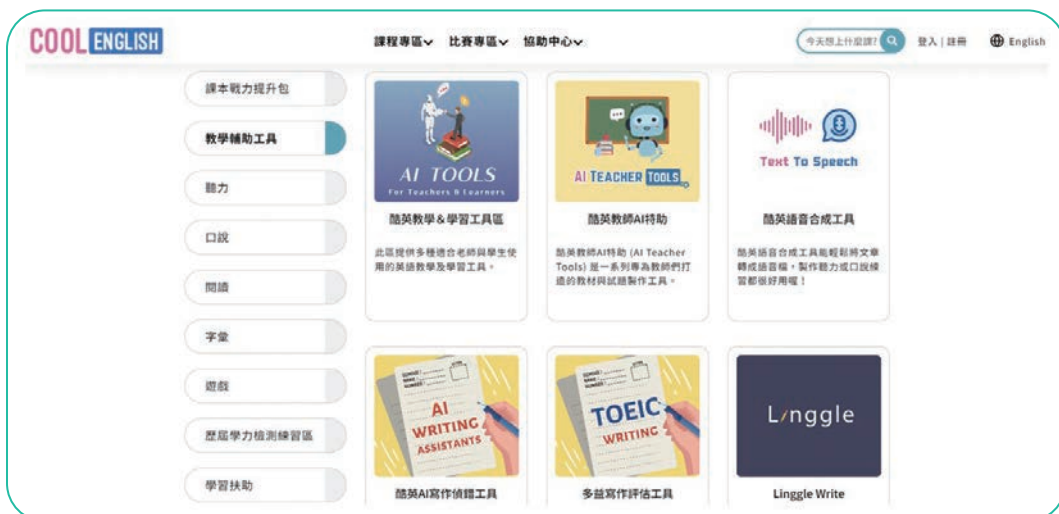 COOL ENGLISH
課程專區 比賽專區 協助中心
今天想上什麼課?
登入 | 註冊
English
課本戰力提升包
教學輔助工具
聽力
口說
閱讀
字彙
遊戲
歷屆學力檢測練習區
學習扶助
AI TOOLS
For Teachers & Learners
酷英教學&學習工具區
此區提供多種適合老師與學生使
用的英語教學及學習工具。
AI TEACHER TOOLS
酷英教師AI特助
酷英教師AI特助 (AI Teacher
Tools) 是一系列專為教師們打
造的教材與試題製作工具。
Text To Speech
酷英語音合成工具
酷英語音合成工具能輕鬆將文章
轉成語音檔，製作聽力或口說練
習都很好用喔！
AI
WRITING
ASSISTANTS
酷英AI寫作偵錯工具
TOEIC
WRITING
多益寫作評估工具
Linggle
Linggle Write